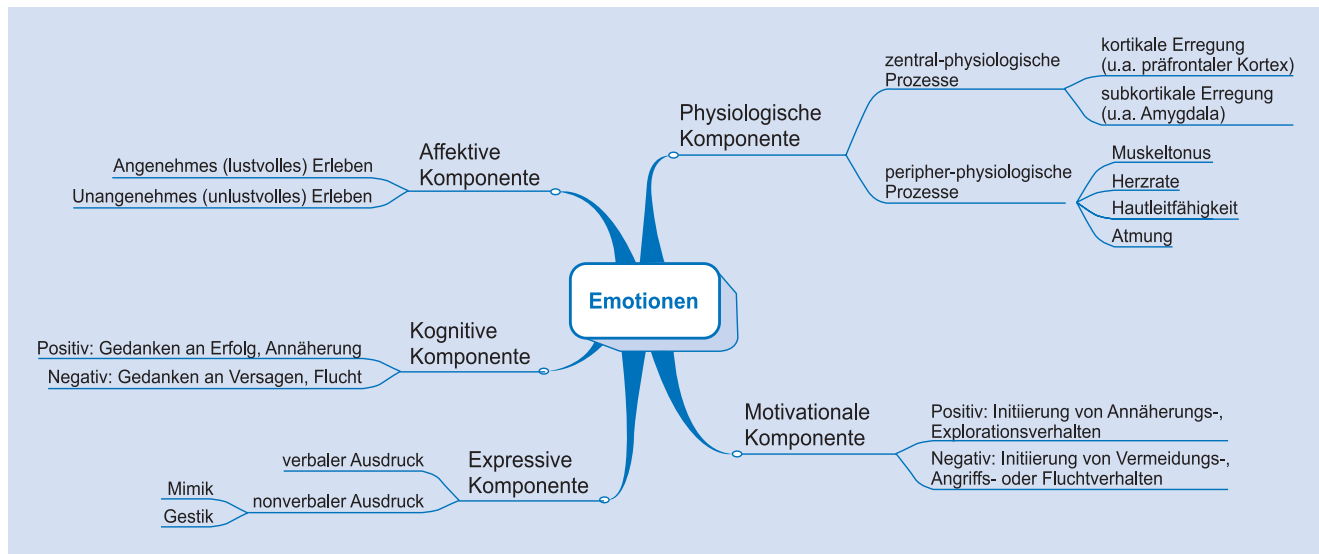 Emotionen
Physiologische
Komponente
zentral-physiologische
Prozesse
kortikale Erregung
(u.a. präfrontaler Kortex)
subkortikale Erregung
(u.a. Amygdala)
peripher-physiologische
Prozesse
Muskeltonus
Herzrate
Hautleitfähigkeit
Atmung
Affektive
Komponente
Angenehmes (lustvolles) Erleben
Unangenehmes (unlustvolles) Erleben
Kognitive
Komponente
Positiv: Gedanken an Erfolg, Annäherung
Negativ: Gedanken an Versagen, Flucht
Expressive
Komponente
verbaler Ausdruck
nonverbaler Ausdruck
Mimik
Gestik
Motivationale
Komponente
Positiv: Initiierung von Annäherungs-,
Explorationsverhalten
Negativ: Initiierung von Vermeidungs-,
Angriffs- oder Fluchtverhalten